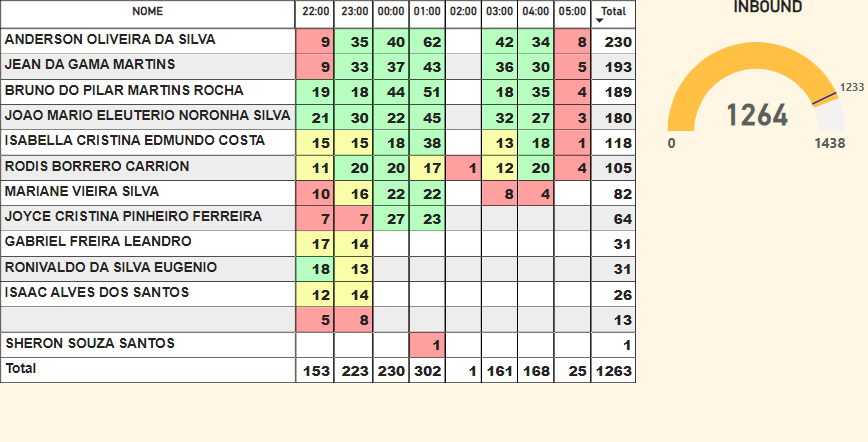 NOME 22:00 23:00 00:00 01:00 02:00 03:00 04:00 05:00 Total
ANDERSON OLIVEIRA DA SILVA 9 35 40 62 42 34 8 230
JEAN DA GAMA MARTINS 9 33 37 43 36 30 5 193
BRUNO DO PILAR MARTINS ROCHA 19 18 44 51 18 35 4 189
JOAO MARIO ELEUTERIO NORONHA SILVA 21 30 22 45 32 27 3 180
ISABELLA CRISTINA EDMUNDO COSTA 15 15 18 38 13 18 1 118
RODIS BORRERO CARRION 11 20 20 17 1 12 20 4 105
MARIANE VIEIRA SILVA 10 16 22 22 8 4 82
JOYCE CRISTINA PINHEIRO FERREIRA 7 7 27 23 64
GABRIEL FREIRA LEANDRO 17 14 31
RONIVALDO DA SILVA EUGENIO 18 13 31
ISAAC ALVES DOS SANTOS 12 14 26
5 8 13
SHERON SOUZA SANTOS 1 1
Total 153 223 230 302 1 161 168 25 1263
INBOUND
1233
1264
0 1438